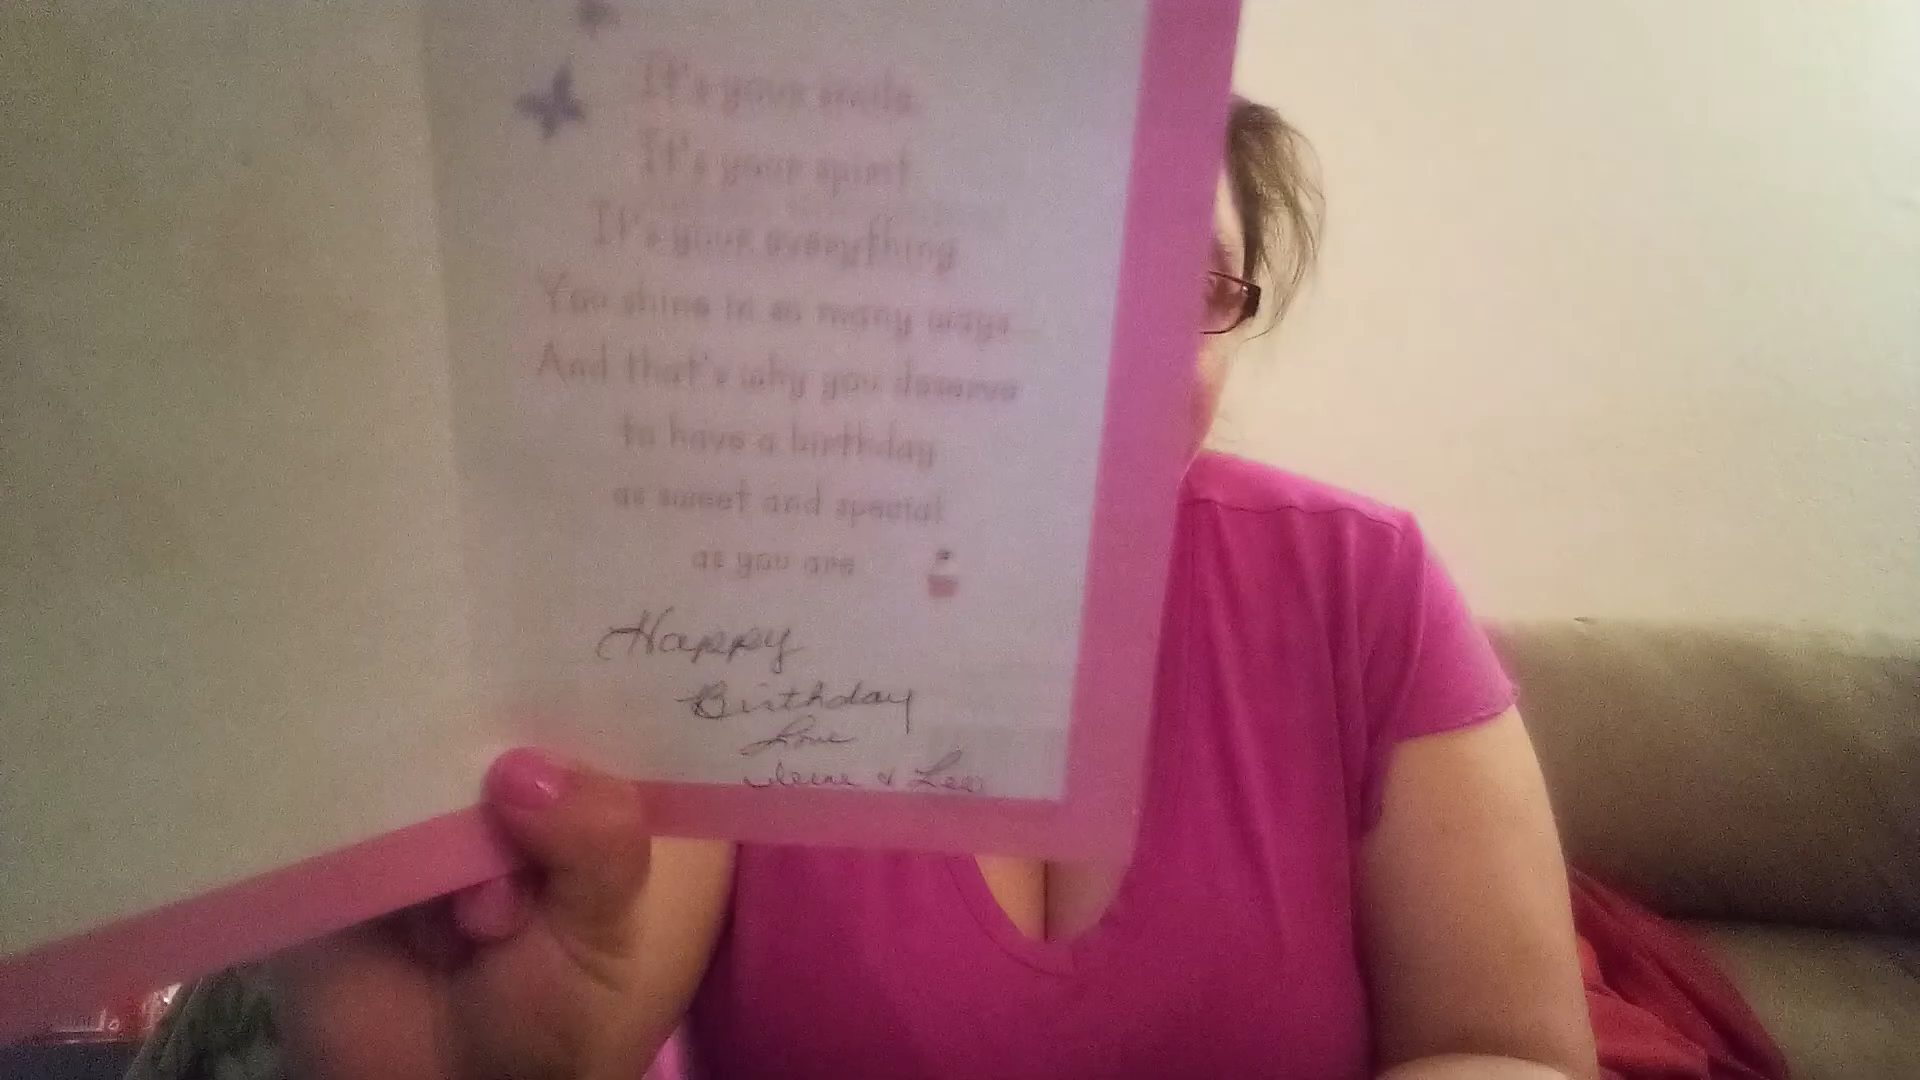 It's your smile
It's your spirit
It's your everything
You shine in so many ways...
And that's why you deserve
to have a birthday
as sweet and special
as you are
Happy
Birthday
Love
& Lew